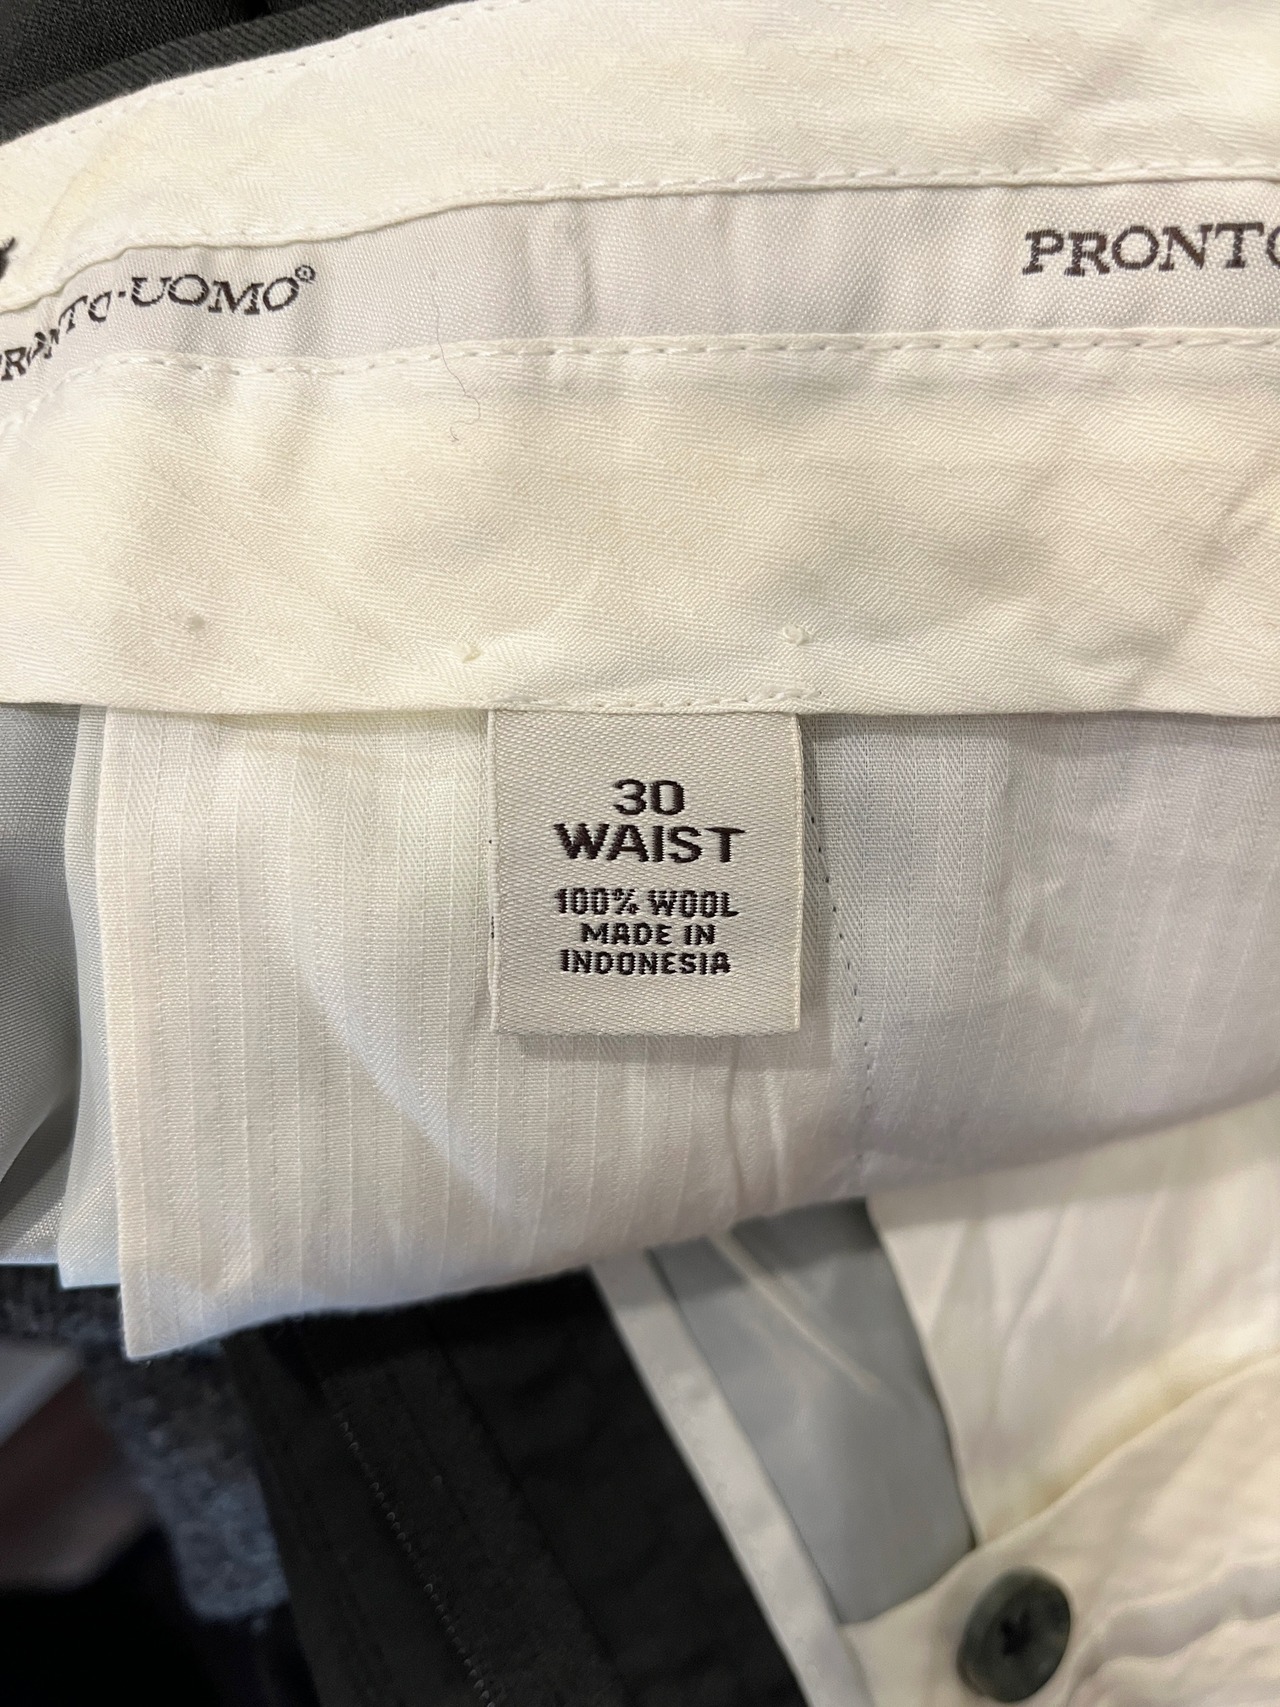 PRONTO-UOMO®
PRONTO
30
WAIST
100% WOOL
MADE IN
INDONESIA